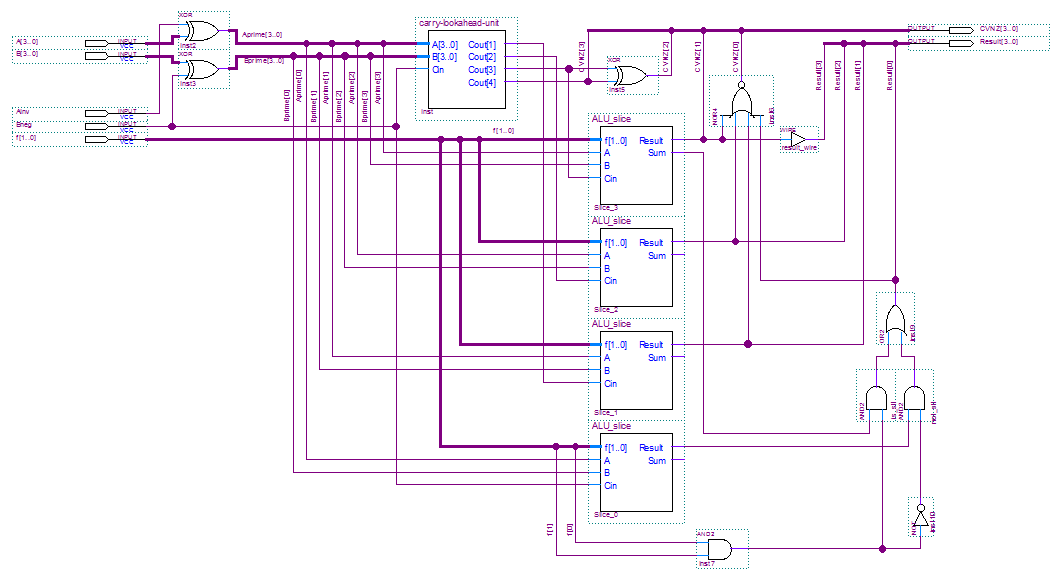 XOR
A[3..0] INPUT VCC
inst2
Aprime[3..0]
B[3..0] INPUT VCC
XOR
inst3
Bprime[3..0]
Ainv INPUT VCC
Bneg INPUT VCC
f[1..0] INPUT VCC
f[1..0]
carry-lookahead-unit
A[3..0] Cout[1]
B[3..0] Cout[2]
Cin Cout[3]
Cout[4]
inst
Bprime[0]
Aprime[0]
Bprime[1]
Aprime[1]
Bprime[2]
Aprime[2]
Bprime[3]
Aprime[3]
XOR
inst5
CVNZ[3]
CVNZ[2]
CVNZ[1]
CVNZ[0]
OUTPUT CVNZ[3..0]
OUTPUT Result[3..0]
Result[3]
Result[2]
Result[1]
Result[0]
NOR4
WIRE
result_wire
ALU_slice
f[1..0] Result
A Sum
B
Cin
Slice_3
ALU_slice
f[1..0] Result
A Sum
B
Cin
Slice_2
ALU_slice
f[1..0] Result
A Sum
B
Cin
Slice_1
ALU_slice
f[1..0] Result
A Sum
B
Cin
Slice_0
OR2
AND2
is_slt
AND2
not_slt
f[1]
f[0]
AND2
inst7
NOT
inst10